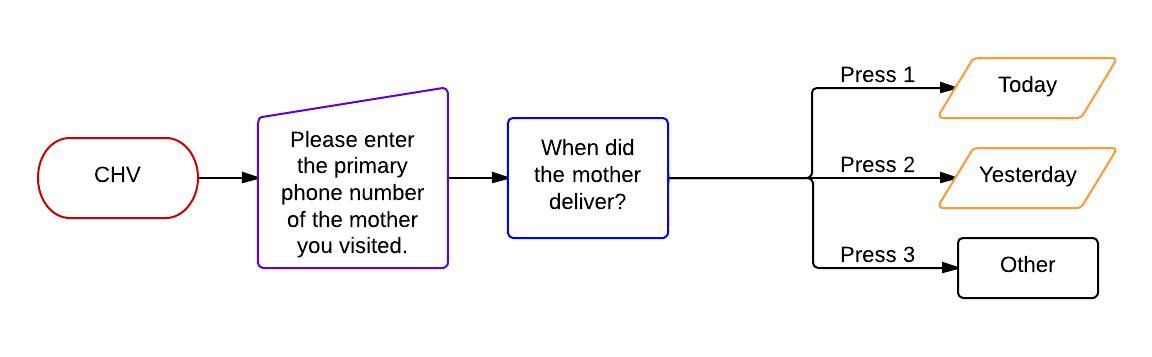 CHV
Please enter
the primary
phone number
of the mother
you visited.
When did
the mother
deliver?
Press 1
Today
Press 2
Yesterday
Press 3
Other